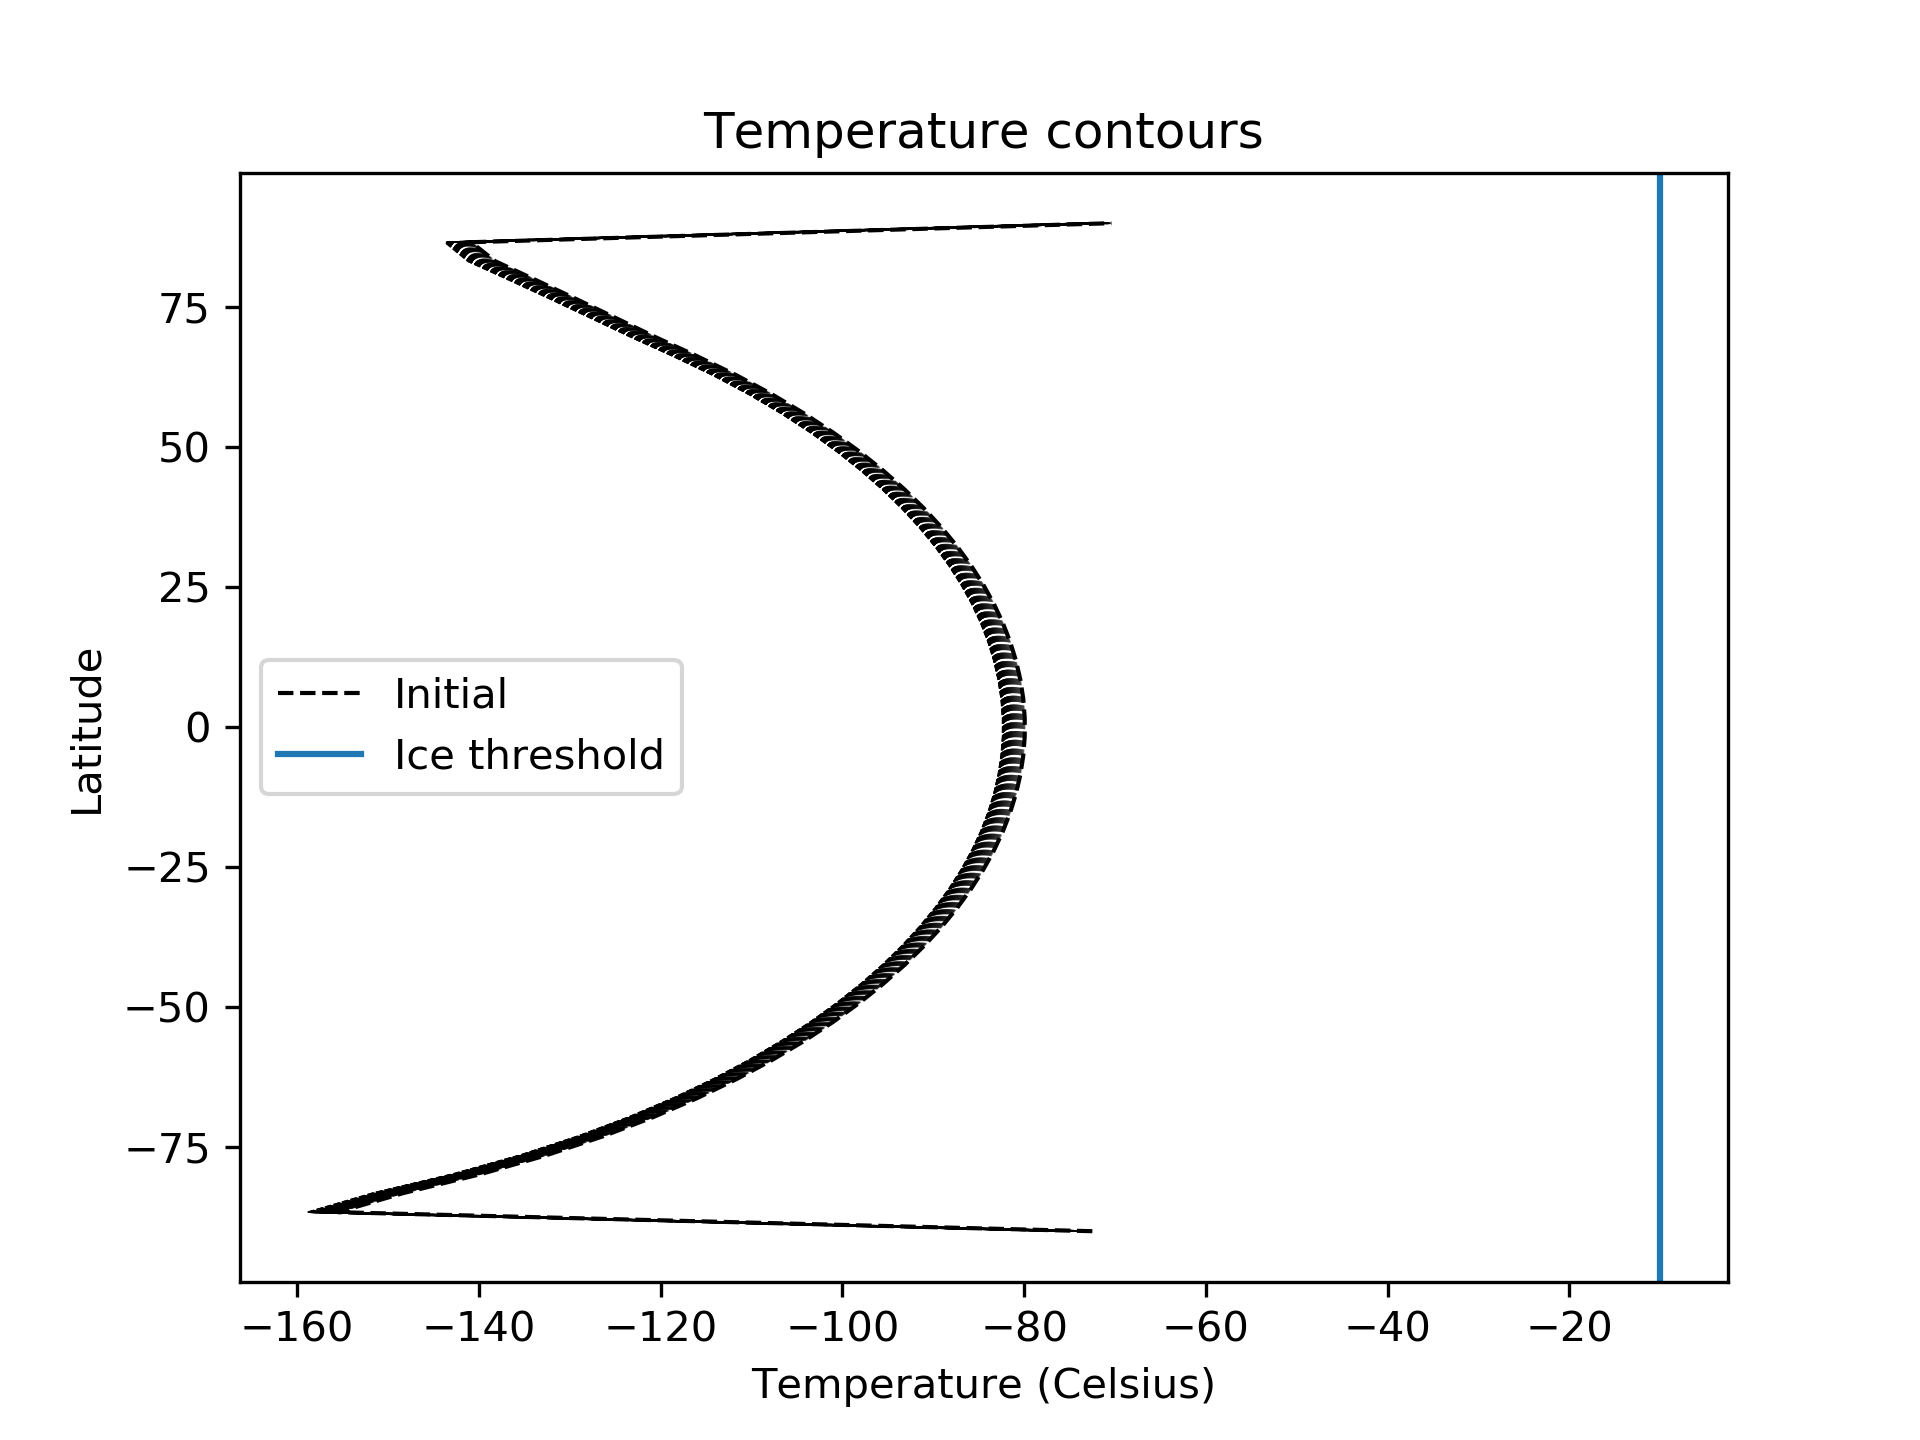 Temperature contours
75
50
25
0
−25
−50
−75
Latitude
Initial
Ice threshold
−160 −140 −120 −100 −80 −60 −40 −20
Temperature (Celsius)